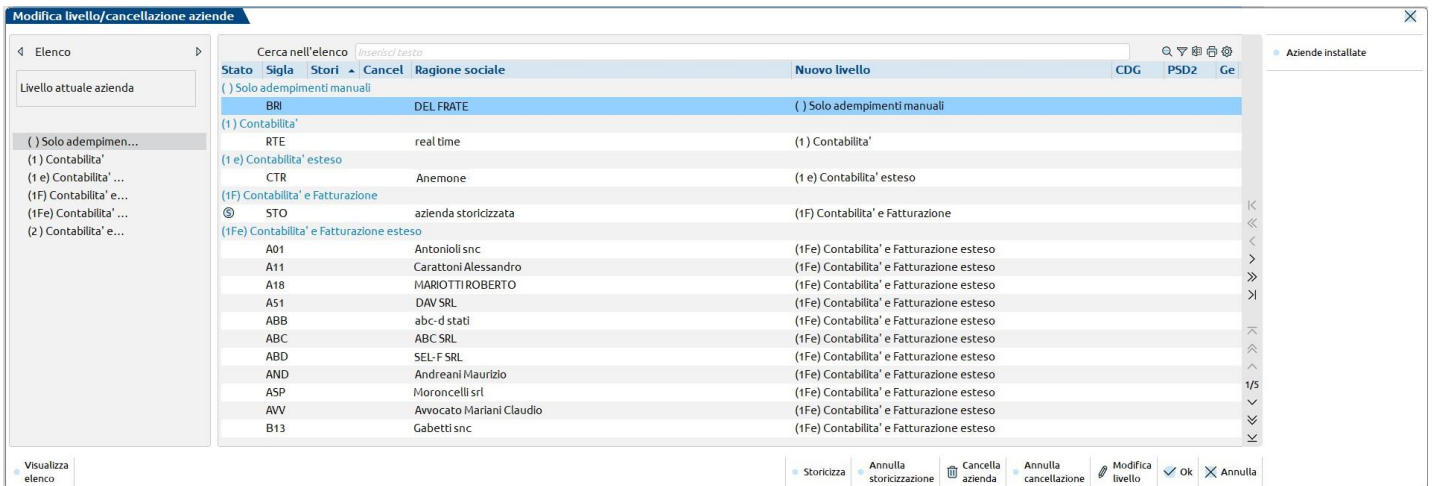 Modifica livello/cancellazione aziende
Elenco
Livello attuale azienda
( ) Solo adempimen...
(1 ) Contabilita'
(1 e) Contabilita' ...
(1F) Contabilita' e...
(1Fe) Contabilita' ...
(2 ) Contabilita' e...
Cerca nell'elenco Inserisci testo
Stato Sigla Stori Cancel Ragione sociale Nuovo livello CDG PSD2 Ge
( ) Solo adempimenti manuali
BRI DEL FRATE ( ) Solo adempimenti manuali
(1 ) Contabilita'
RTE real time (1 ) Contabilita'
(1 e) Contabilita' esteso
CTR Anemone (1 e) Contabilita' esteso
(1F) Contabilita' e Fatturazione
S STO azienda storicizzata (1F) Contabilita' e Fatturazione
(1Fe) Contabilita' e Fatturazione esteso
A01 Antonioli snc (1Fe) Contabilita' e Fatturazione esteso
A11 Carattoni Alessandro (1Fe) Contabilita' e Fatturazione esteso
A18 MARIOTTI ROBERTO (1Fe) Contabilita' e Fatturazione esteso
A51 DAV SRL (1Fe) Contabilita' e Fatturazione esteso
ABB abc-d stati (1Fe) Contabilita' e Fatturazione esteso
ABC ABC SRL (1Fe) Contabilita' e Fatturazione esteso
ABD SEL-F SRL (1Fe) Contabilita' e Fatturazione esteso
AND Andreani Maurizio (1Fe) Contabilita' e Fatturazione esteso
ASP Moroncelli srl (1Fe) Contabilita' e Fatturazione esteso
AVV Avvocato Mariani Claudio (1Fe) Contabilita' e Fatturazione esteso
B13 Gabetti snc (1Fe) Contabilita' e Fatturazione esteso
1/5
Aziende installate
Visualizza
elenco
Storicizza
Annulla
storicizzazione
Cancella
azienda
Annulla
cancellazione
Modifica
livello
Ok
Annulla